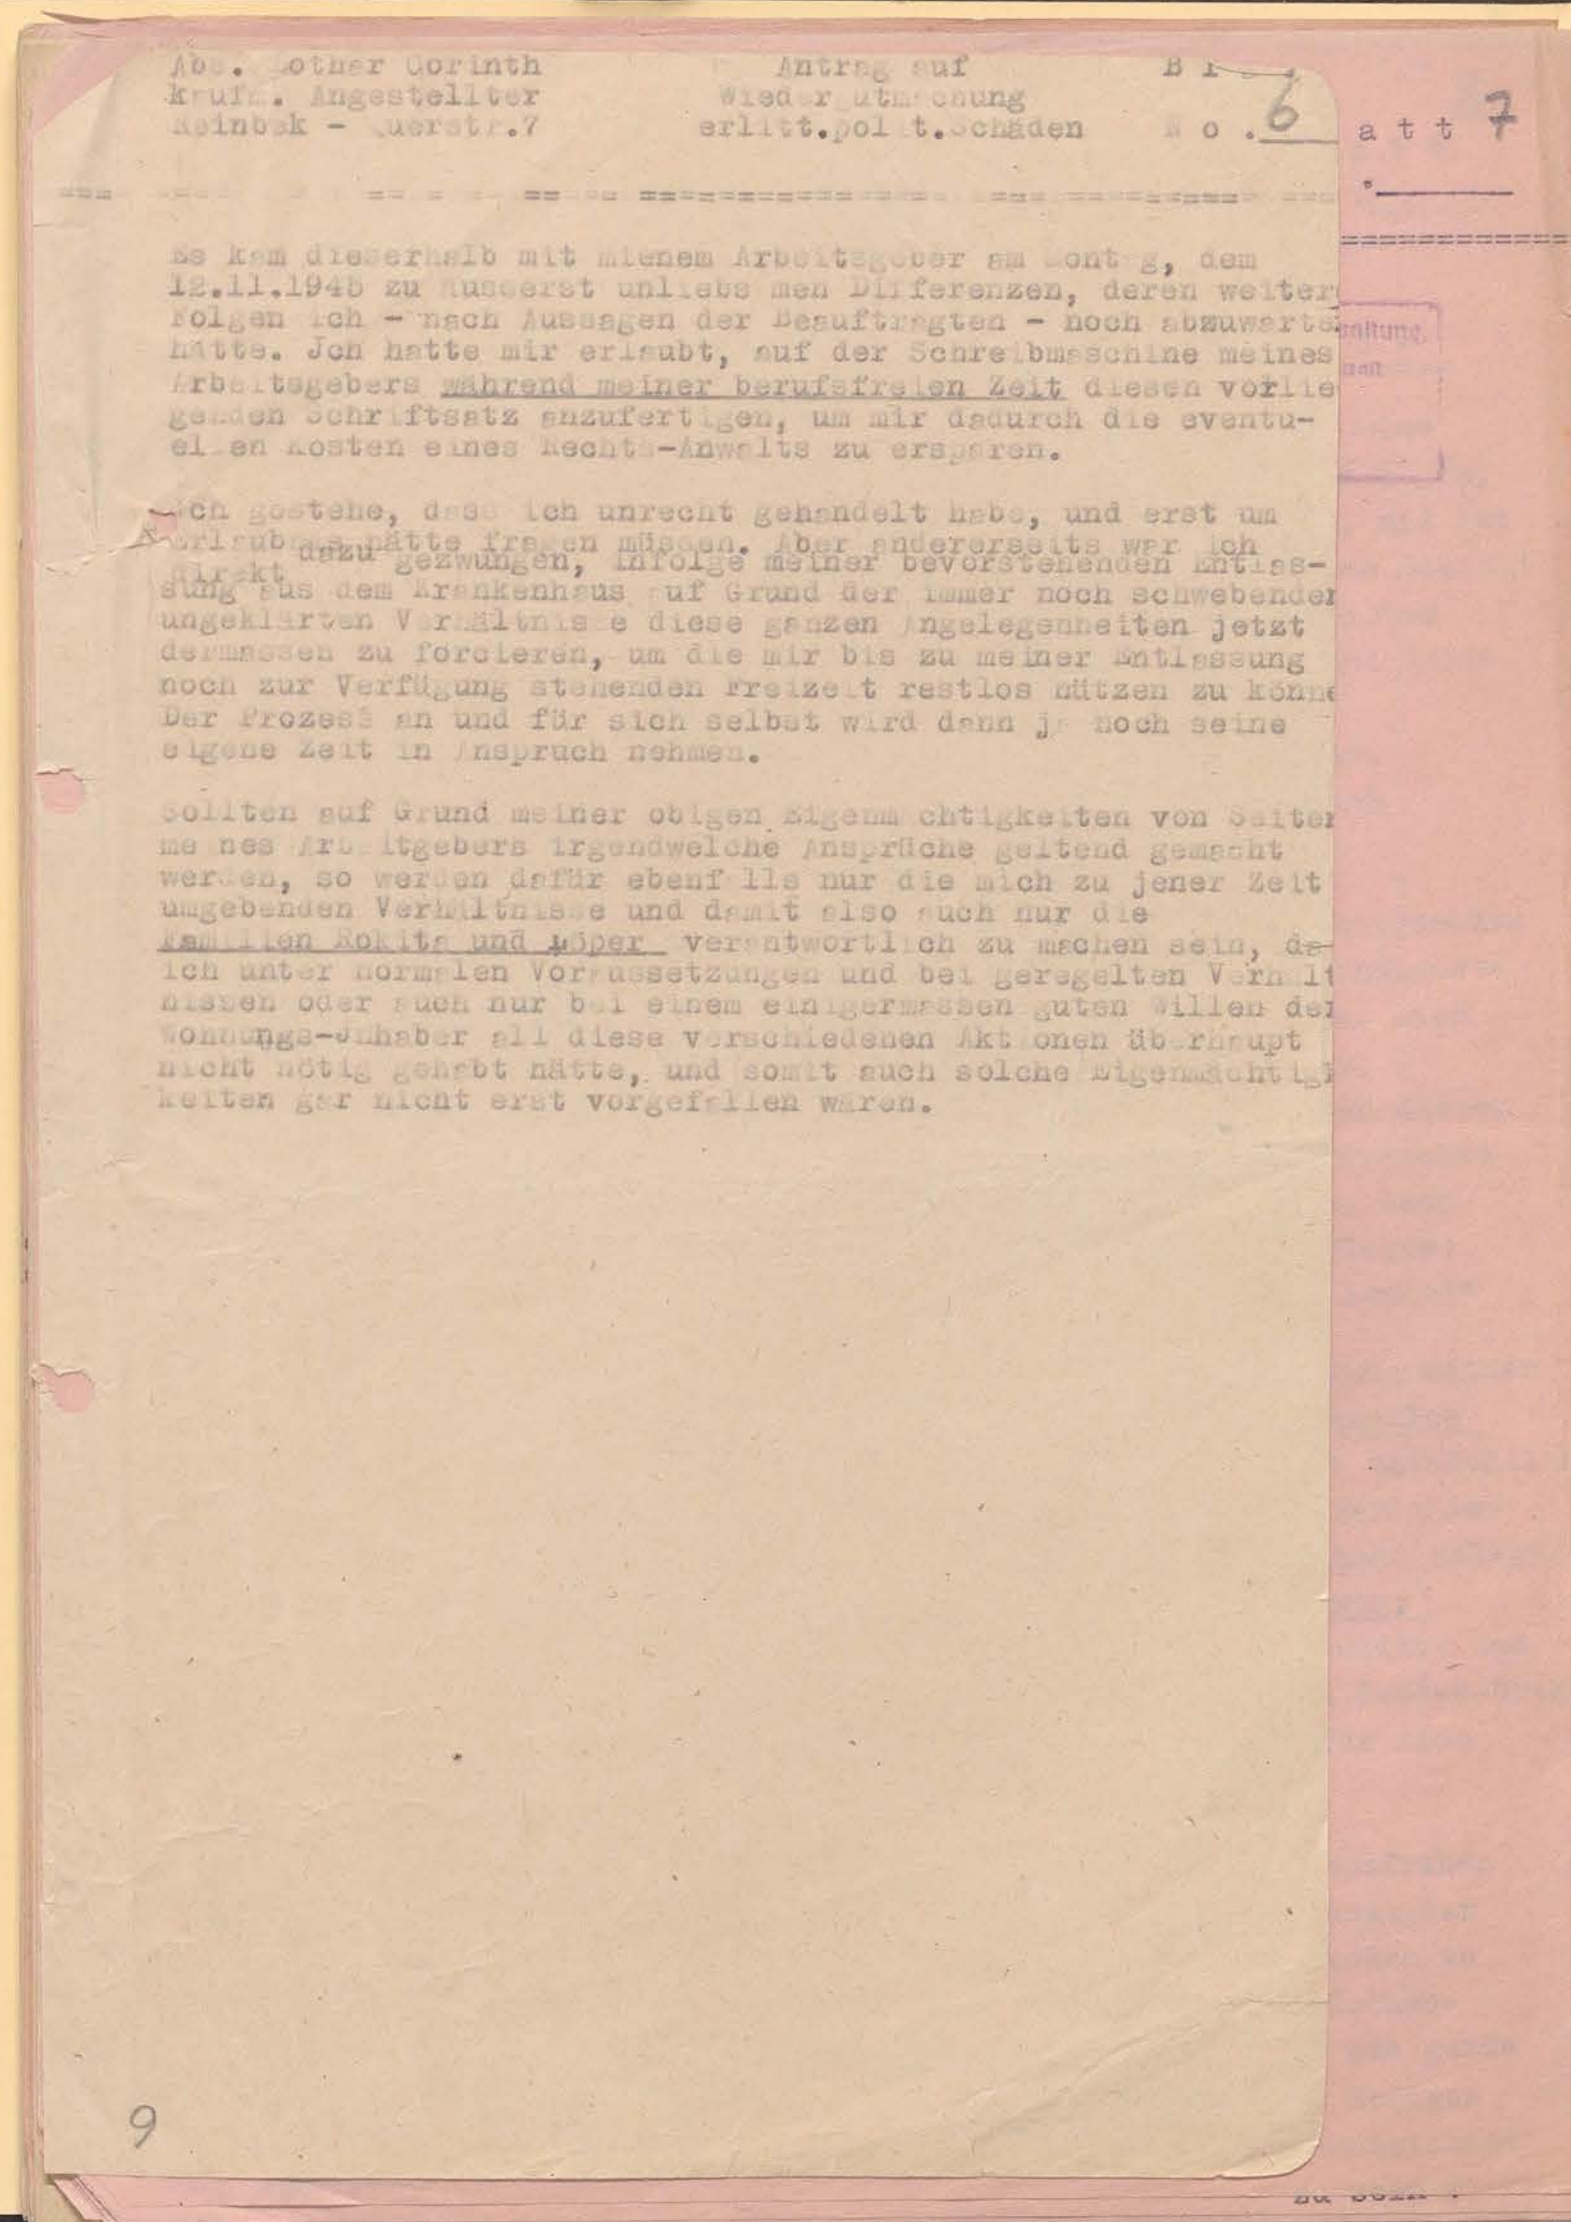 Abs. Lother Corinth Antrag auf
kaufm. Angestellter Wiedergutmachung
Reinbek - Querstr.7 erlitt.polit.Schäden N o . 6
a t t 7
Es kam dieserhalb mit mienem Arbeitsgeber am Montag, dem
12.11.1945 zu äusserst unliebsamen Differenzen, deren weiter
Folgen ich - nach Aussagen der Beauftragten - noch abzuwarten
hätte. Jch hatte mir erlaubt, auf der Schreibmaschine meines
Arbeitsgebers während meiner berufsfreien Zeit diesen vorlie
genden Schriftsatz anzufertigen, um mir dadurch die eventu-
ellen Kosten eines Rechts-Anwalts zu ersparen.
Jch gestehe, dass ich unrecht gehandelt habe, und erst um
Erlaubnis hätte fragen müssen. Aber andererseits war ich
direkt dazu gezwungen, infolge meiner bevorstehenden Entlas-
sung aus dem Krankenhaus auf Grund der immer noch schwebenden
ungeklärten Verhältnisse diese ganzen Angelegenheiten jetzt
dermassen zu forcieren, um die mir bis zu meiner Entlassung
noch zur Verfügung stehenden Freizeit restlos nützen zu könne
Der Prozess an und für sich selbst wird dann ja noch seine
eigene Zeit in Anspruch nehmen.
Sollten auf Grund meiner obigen Eigenmächtigkeiten von Seiten
meines Arbeitgebers irgendwelche Ansprüche geltend gemacht
werden, so werden dafür ebenfalls nur die mich zu jener Zeit
umgebenden Verhältnisse und damit also auch nur die
Familien Rokita und Löper verantwortlich zu machen sein, da
ich unter normalen Voraussetzungen und bei geregelten Verhält
nissen oder auch nur bei einem einigermassen guten Willen der
Wohnungs-Jnhaber all diese verschiedenen Aktionen überhaupt
nicht nötig gehabt hätte, und somit auch solche Eigenmächtig
keiten gar nicht erst vorgefallen wären.
9
zu sein .